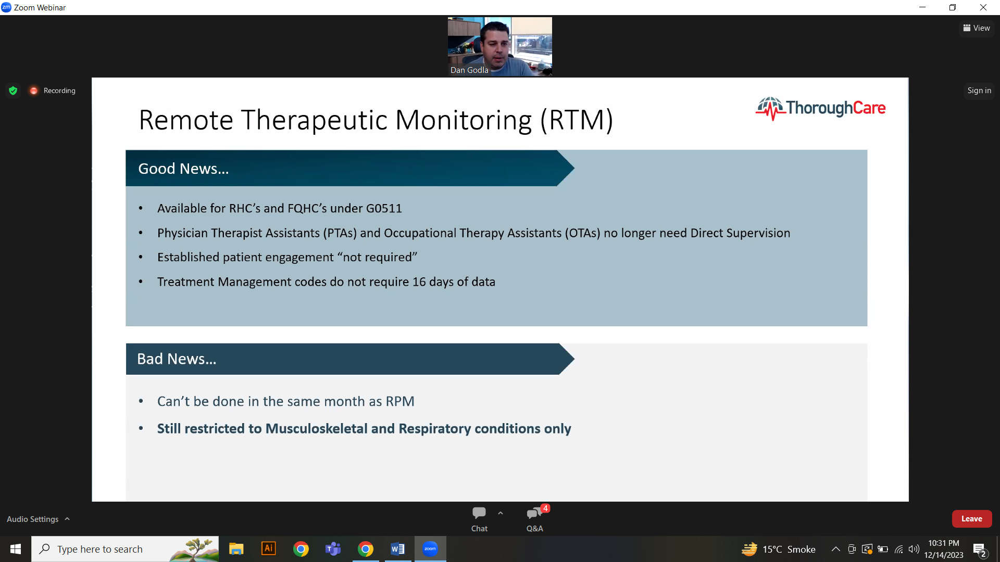 zm Zoom Webinar
View
Dan Godla
Recording
Sign in
ThoroughCare
Remote Therapeutic Monitoring (RTM)
Good News...
• Available for RHC’s and FQHC’s under G0511
• Physician Therapist Assistants (PTAs) and Occupational Therapy Assistants (OTAs) no longer need Direct Supervision
• Established patient engagement “not required”
• Treatment Management codes do not require 16 days of data
Bad News...
• Can’t be done in the same month as RPM
• Still restricted to Musculoskeletal and Respiratory conditions only
Audio Settings
Chat
4
Q&A
Leave
Type here to search
Ai
T
W
zoom
15°C Smoke
10:31 PM
12/14/2023
2